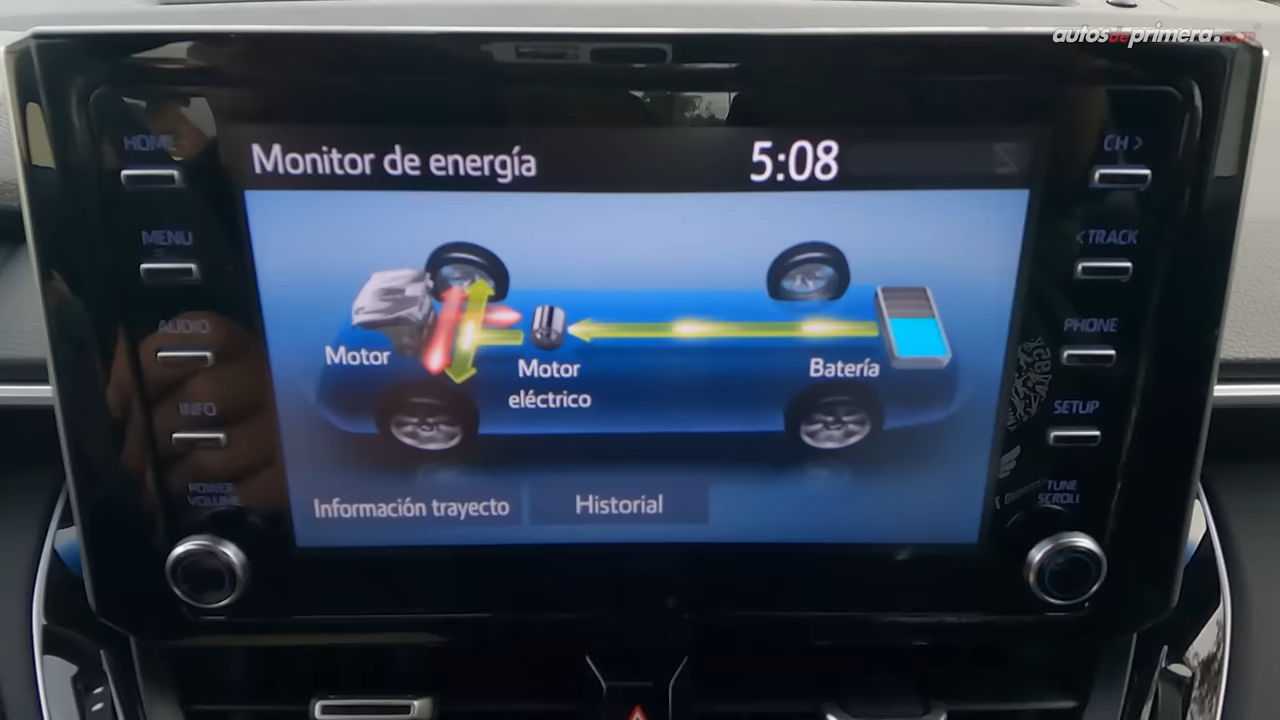 autosdeprimera.com
HOME
Monitor de energía
5:08
CH >
MENU
< TRACK
AUDIO
PHONE
Motor
Motor
eléctrico
Batería
INFO
SETUP
POWER
VOLUME
Información trayecto
Historial
TUNE
SCROLL